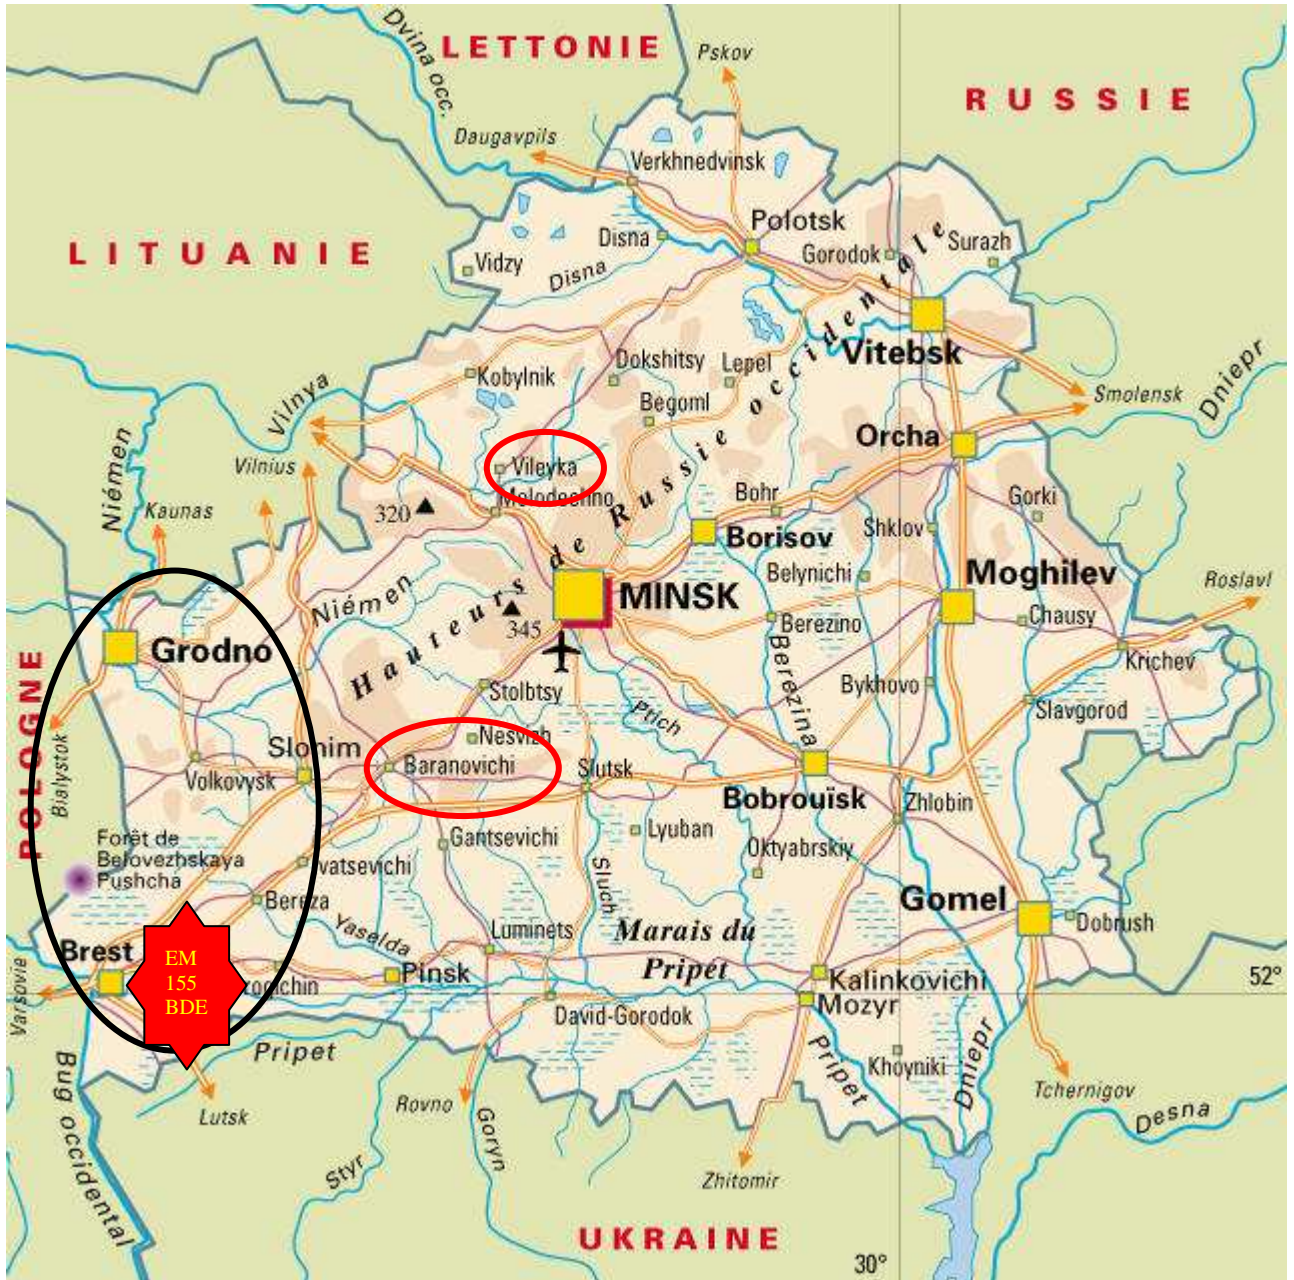 LETTONIE
Pskov
Dvina occ.
RUSSIE
Daugavpils
Verkhnedvinsk
Polotsk
LITUANIE
Disna
Gorodok
Surazh
Vidzy
Disna
Vitebsk
Dokshitsy
Lepel
Kobylnik
Smolensk
Dniepr
Begoml
Vilnya
Orcha
Hauteurs de Russie occidentale
Vileyka
Vilnius
Niémen
Molodechno
Bohr
Gorki
320
Kaunas
Shklov
Borisov
Belynichi
Moghilev
Roslavl
Niémen
MINSK
345
Berezino
Chausy
Grodno
Krichev
Berezina
POLOGNE
Stolbtsy
Bykhovo
Ptich
Slavgorod
Bialystok
Slonim
Nesvizh
Volkovysk
Baranovichi
Slutsk
Bobrouïsk
Zhlobin
Forêt de
Belovezhskaya
Pushcha
Gantsevichi
Lyuban
Oktyabrskiy
vatsevichi
Sluch
Bereza
Gomel
Dobrush
Yaselda
Luminets
Marais du
Pripét
Brest
EM
155
BDE
Varsovie
Pinsk
Kalinkovichi
52°
Mozyr
David-Gorodok
Pripet
Pripet
Khoyniki
Dniepr
Bug occidental
Lutsk
Rovno
Goryn
Tchernigov
Desna
Styr
Zhitomir
UKRAINE
30°